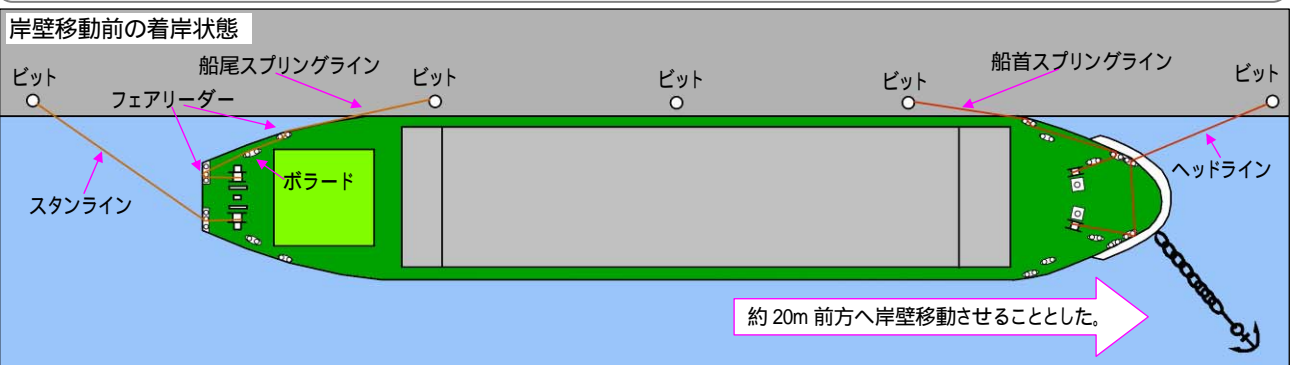 岸壁移動前の着岸状態
ビット
船尾スプリングライン
ビット
ビット
ビット
船首スプリングライン
ビット
フェアリーダー
スタンライン
ボラード
ヘッドライン
約20m 前方へ岸壁移動させることとした。